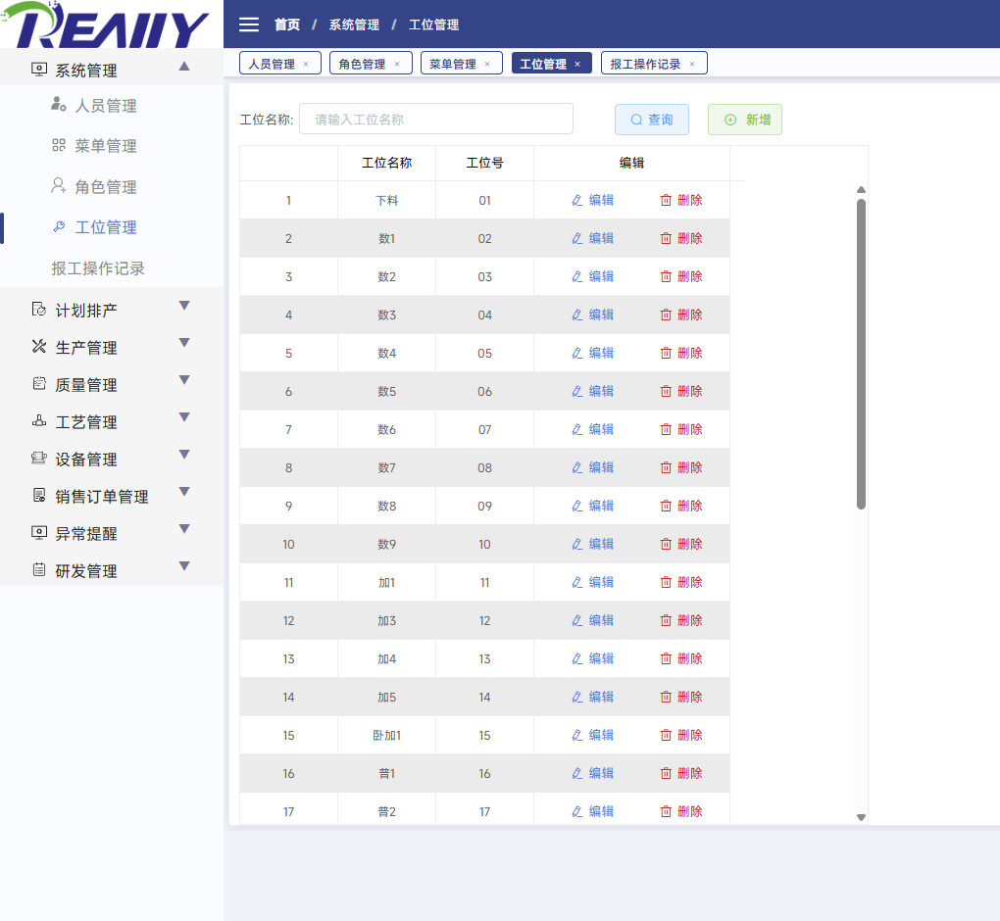 REAllY
首页 / 系统管理 / 工位管理
人员管理 × 角色管理 × 菜单管理 × 工位管理 × 报工操作记录 ×
系统管理
人员管理
菜单管理
角色管理
工位管理
报工操作记录
计划排产
生产管理
质量管理
工艺管理
设备管理
销售订单管理
异常提醒
研发管理
工位名称: 请输入工位名称 查询 新增
工位名称 工位号 编辑
1 下料 01 编辑 删除
2 数1 02 编辑 删除
3 数2 03 编辑 删除
4 数3 04 编辑 删除
5 数4 05 编辑 删除
6 数5 06 编辑 删除
7 数6 07 编辑 删除
8 数7 08 编辑 删除
9 数8 09 编辑 删除
10 数9 10 编辑 删除
11 加1 11 编辑 删除
12 加3 12 编辑 删除
13 加4 13 编辑 删除
14 加5 14 编辑 删除
15 卧加1 15 编辑 删除
16 普1 16 编辑 删除
17 普2 17 编辑 删除